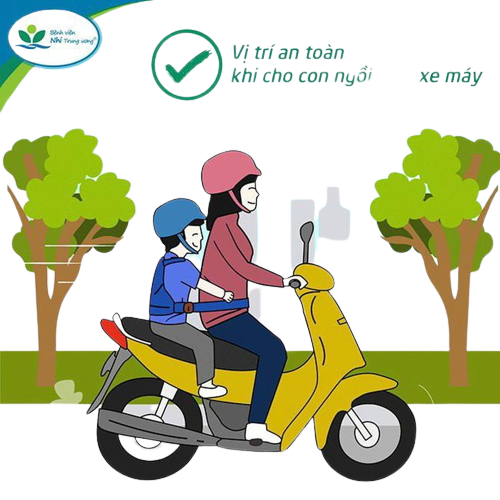 Bệnh viện
Nhi Trung ương
Vị trí an toàn
khi cho con ngồi xe máy